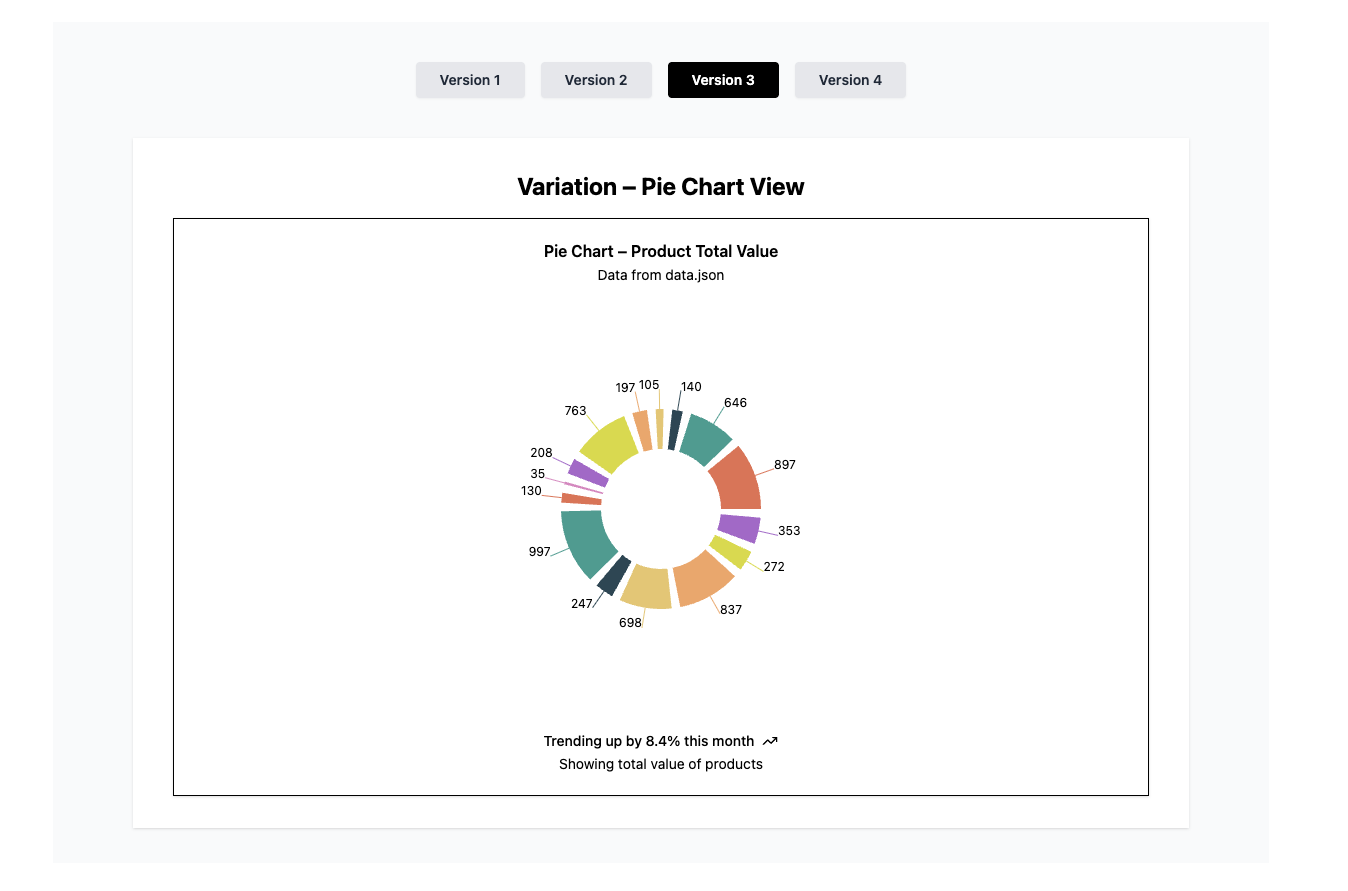 Version 1
Version 2
Version 3
Version 4
Variation – Pie Chart View
Pie Chart – Product Total Value
Data from data.json
197
105
140
646
763
208
35
130
897
353
272
997
247
698
837
Trending up by 8.4% this month
Showing total value of products